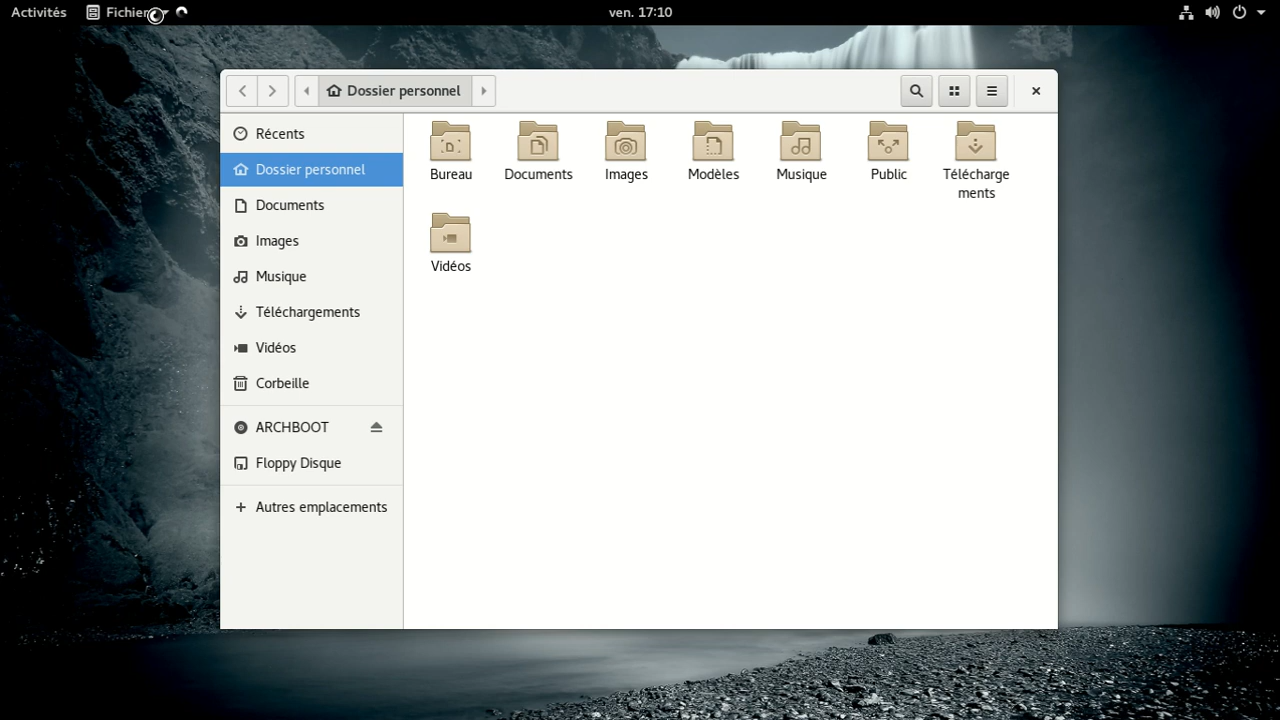 Activités
Fichiers
ven. 17:10
Dossier personnel
Récents
Dossier personnel
Documents
Images
Musique
Téléchargements
Vidéos
Corbeille
ARCHBOOT
Floppy Disque
Autres emplacements
Bureau
Documents
Images
Modèles
Musique
Public
Télécharge
ments
Vidéos